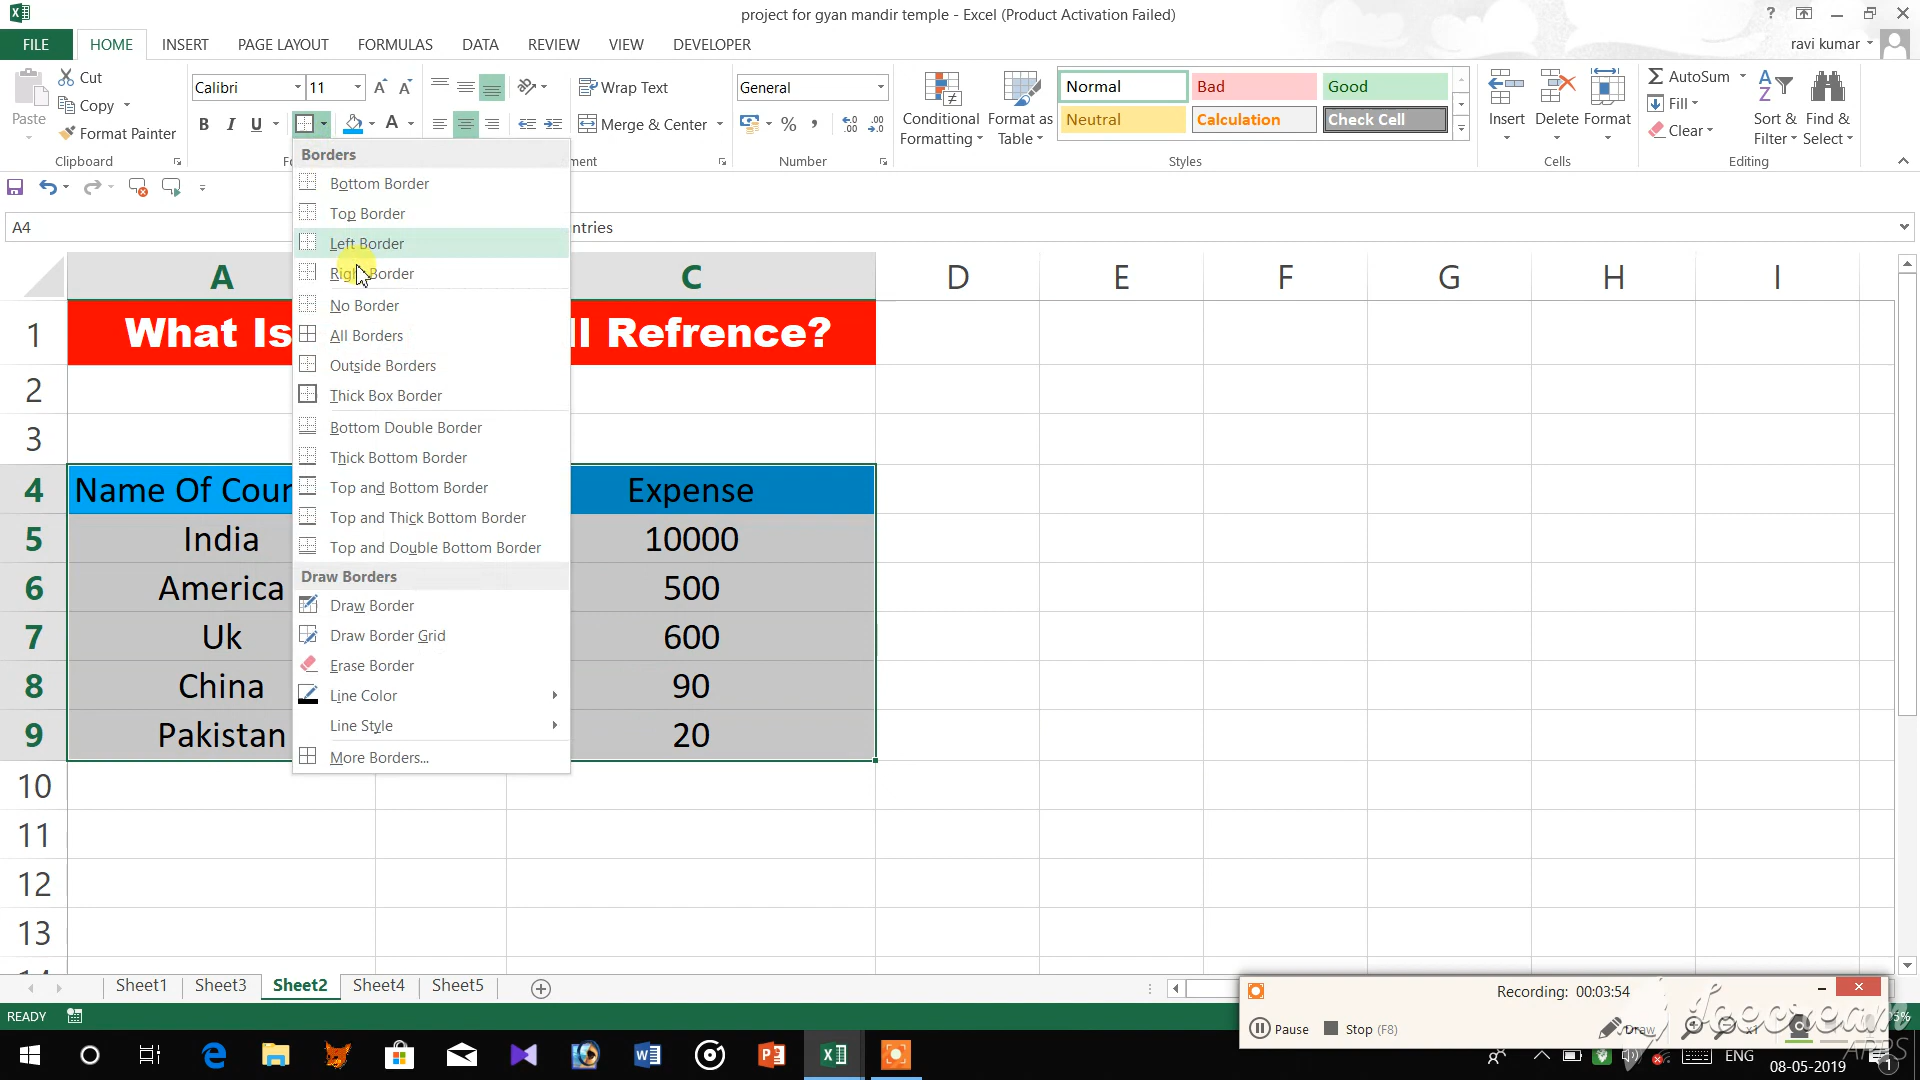 project for gyan mandir temple - Excel (Product Activation Failed)
FILE HOME INSERT PAGE LAYOUT FORMULAS DATA REVIEW VIEW DEVELOPER ravi kumar
Cut
Copy
Format Painter
Paste
Clipboard
Calibri 11
B I U
Wrap Text
Merge & Center
ment
General
%
Number
Conditional Formatting
Format as Table
Normal Bad Good
Neutral Calculation Check Cell
Styles
Insert Delete Format
Cells
AutoSum
Fill
Clear
Sort & Filter
Find & Select
Editing
A4
ntries
Borders
Bottom Border
Top Border
Left Border
Right Border
No Border
All Borders
Outside Borders
Thick Box Border
Bottom Double Border
Thick Bottom Border
Top and Bottom Border
Top and Thick Bottom Border
Top and Double Bottom Border
Draw Borders
Draw Border
Draw Border Grid
Erase Border
Line Color
Line Style
More Borders...
A C D E F G H I
1 What Is ll Refrence?
2
3
4 Name Of Coun Expense
5 India 10000
6 America 500
7 Uk 600
8 China 90
9 Pakistan 20
10
11
12
13
Sheet1 Sheet3 Sheet2 Sheet4 Sheet5
READY
Recording: 00:03:54
Pause Stop (F8) Draw
icecream
APPS
ENG
08-05-2019